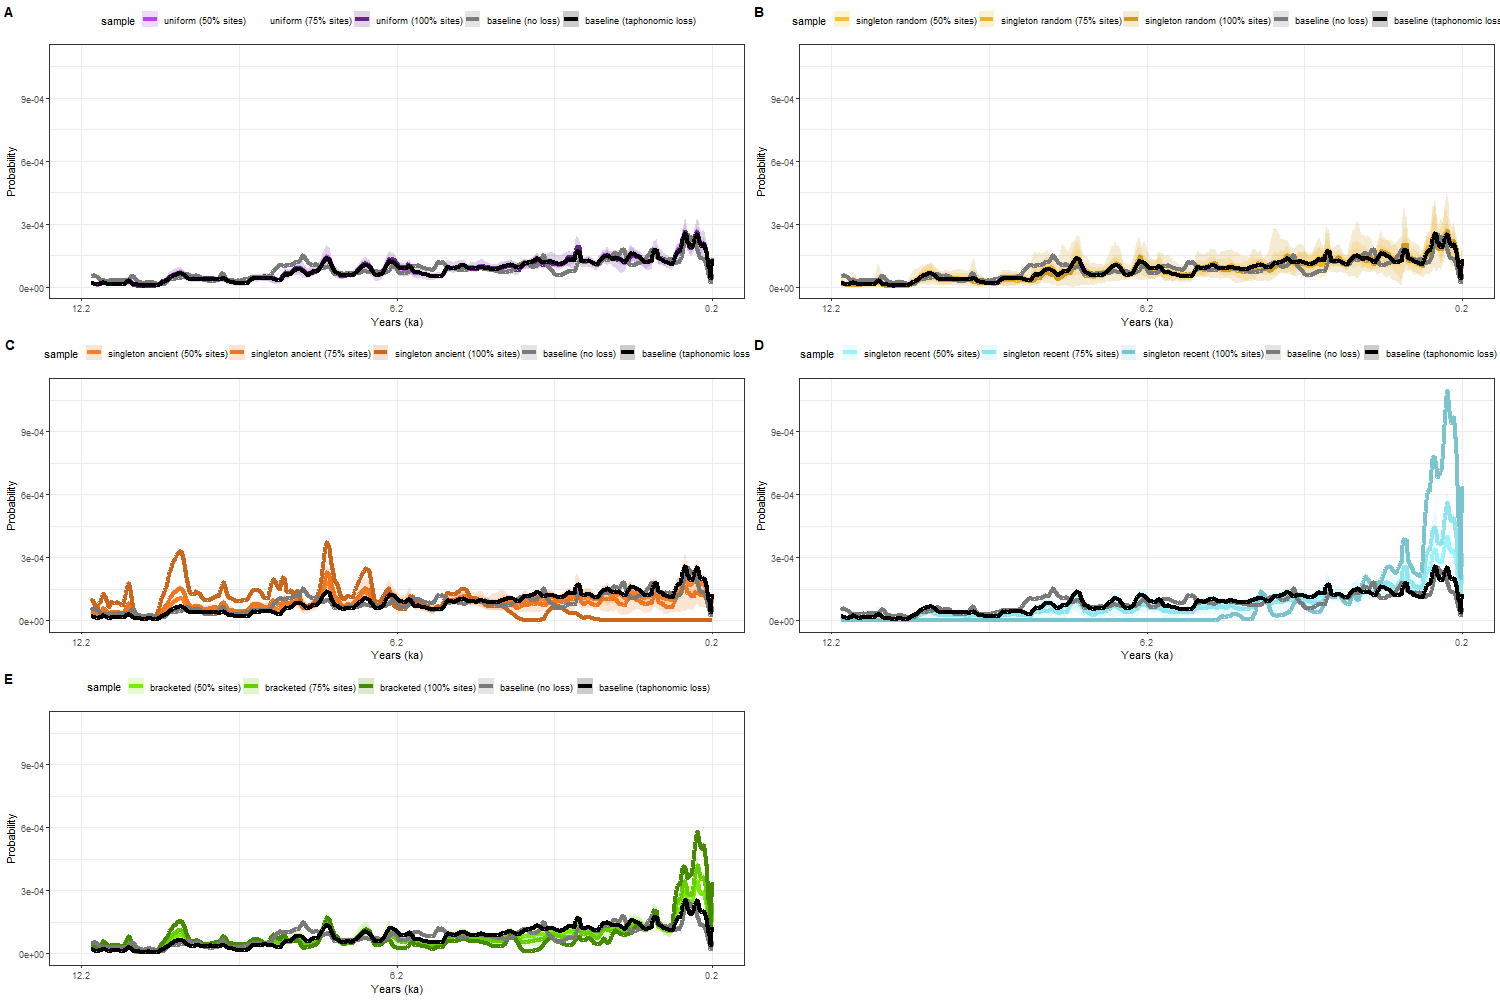 A
sample uniform (50% sites) uniform (75% sites) uniform (100% sites) baseline (no loss) baseline (taphonomic loss)
Probability
9e-04
6e-04
3e-04
0e+00
12.2 6.2 0.2
Years (ka)
B
sample singleton random (50% sites) singleton random (75% sites) singleton random (100% sites) baseline (no loss) baseline (taphonomic loss
Probability
9e-04
6e-04
3e-04
0e+00
12.2 6.2 0.2
Years (ka)
C
sample singleton ancient (50% sites) singleton ancient (75% sites) singleton ancient (100% sites) baseline (no loss) baseline (taphonomic loss
Probability
9e-04
6e-04
3e-04
0e+00
12.2 6.2 0.2
Years (ka)
D
sample singleton recent (50% sites) singleton recent (75% sites) singleton recent (100% sites) baseline (no loss) baseline (taphonomic loss)
Probability
9e-04
6e-04
3e-04
0e+00
12.2 6.2 0.2
Years (ka)
E
sample bracketed (50% sites) bracketed (75% sites) bracketed (100% sites) baseline (no loss) baseline (taphonomic loss)
Probability
9e-04
6e-04
3e-04
0e+00
12.2 6.2 0.2
Years (ka)